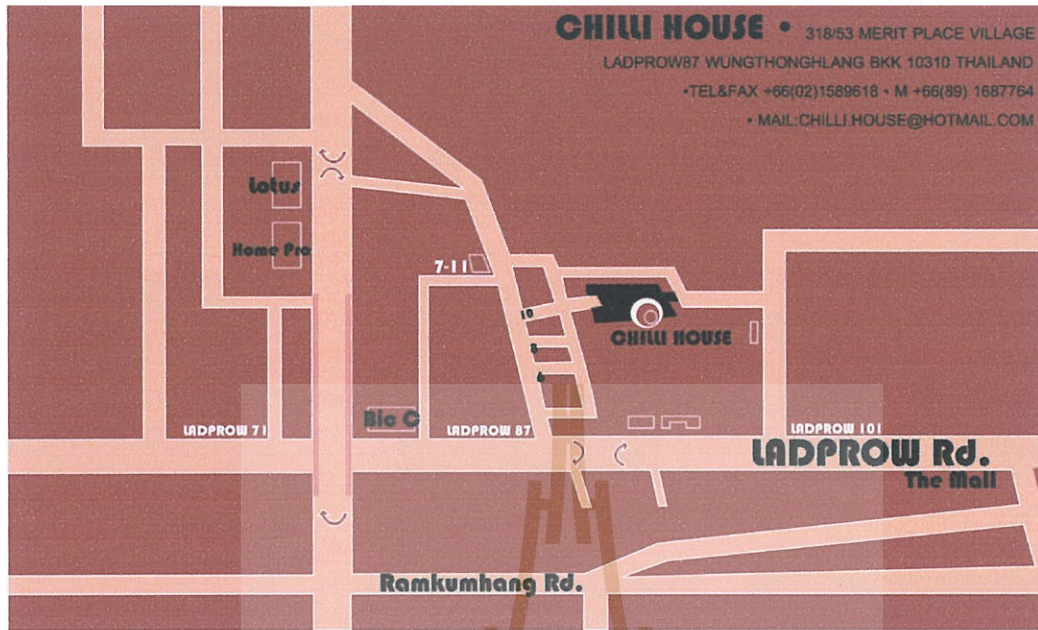 CHILLI HOUSE • 318/53 MERIT PLACE VILLAGE
LADPROW87 WUNGTHONGHLANG BKK 10310 THAILAND
•TEL&FAX +66(02)1589618 • M +66(89) 1687764
• MAIL:CHILLI.HOUSE@HOTMAIL.COM
Lotus
Home Pro
7-11
10
CHILLI HOUSE
8
6
Bic C
LADPROW 71
LADPROW 87
LADPROW 101
LADPROW Rd.
The Mall
Ramkumhang Rd.